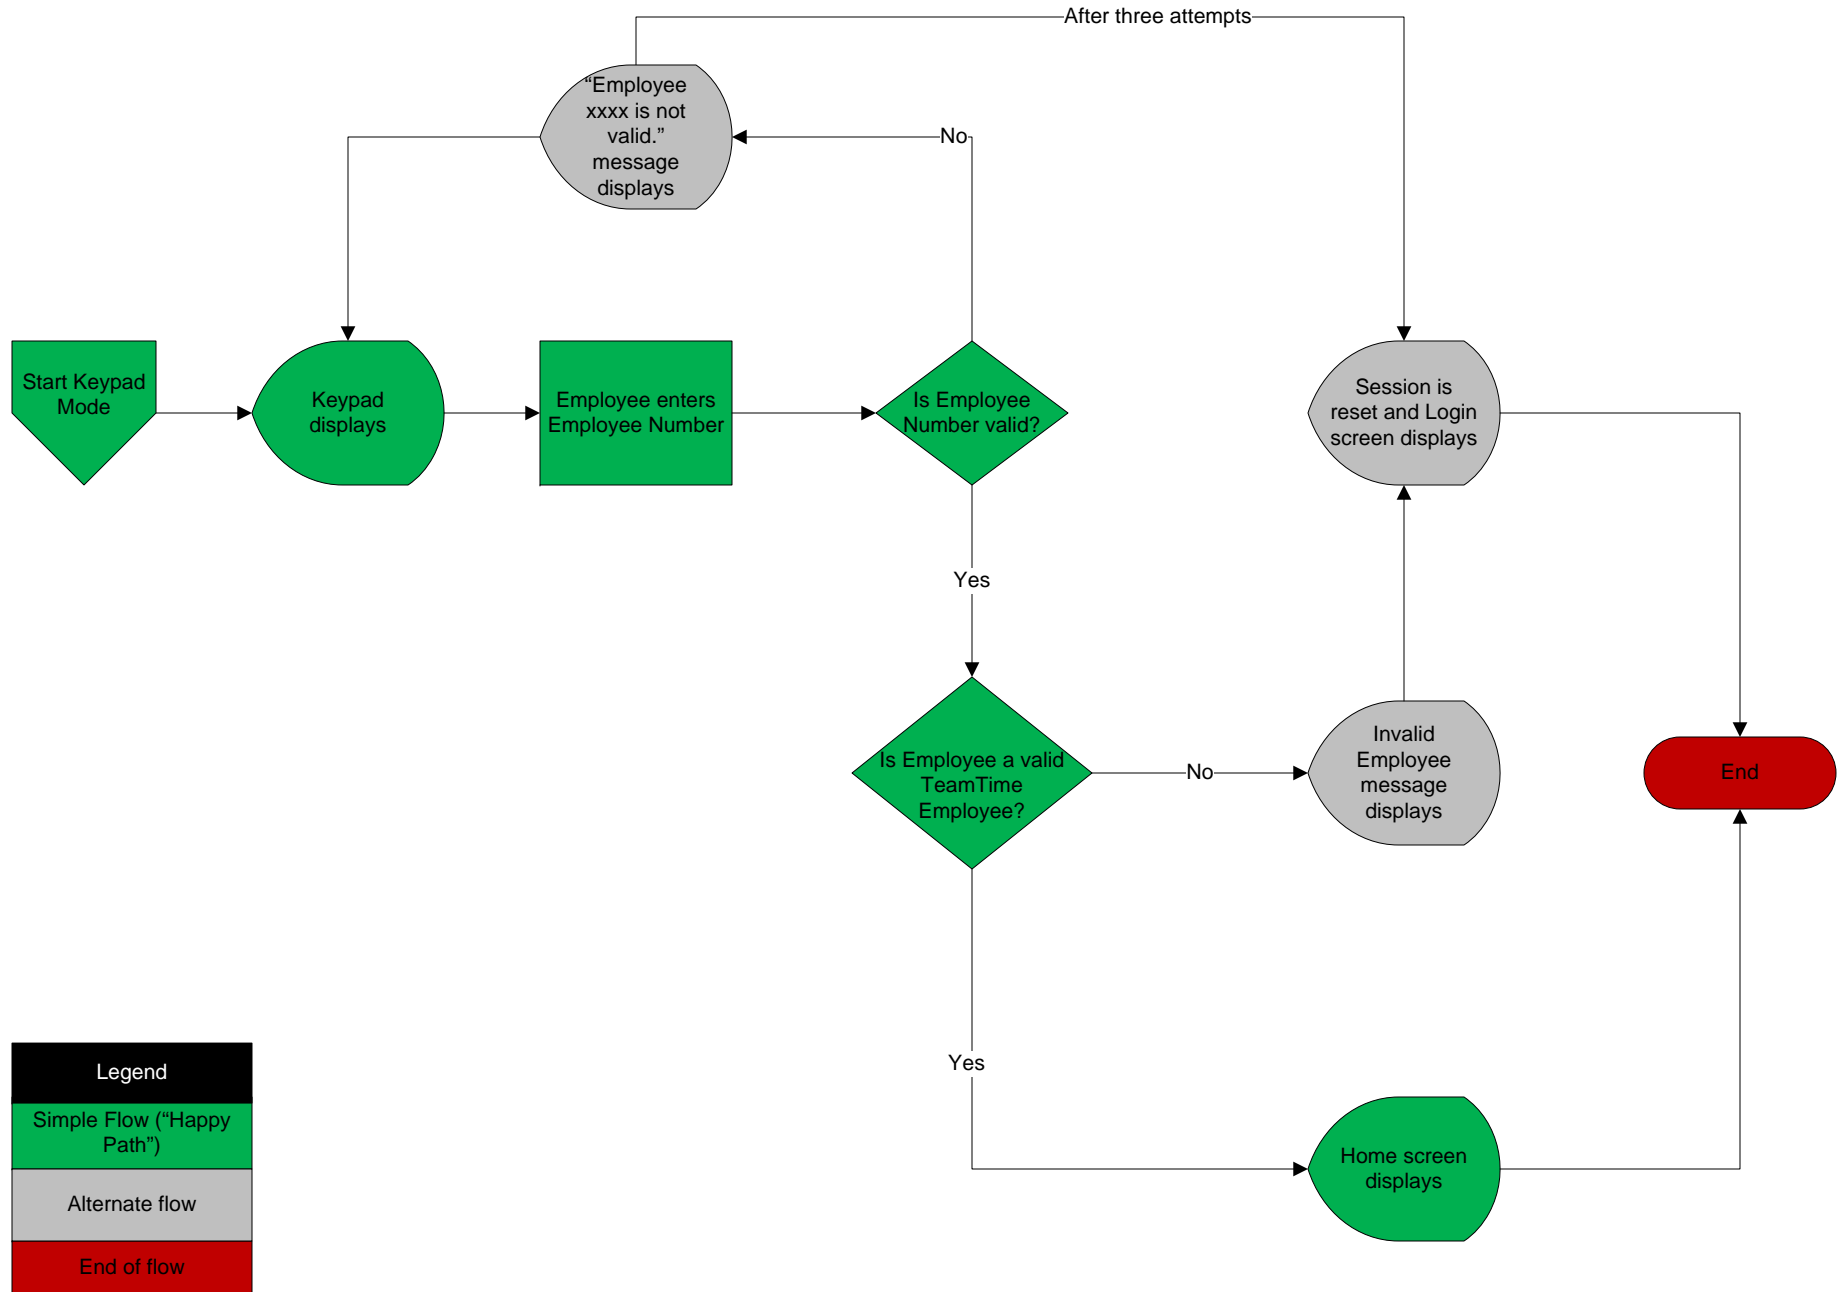 After three attempts
“Employee
xxxx is not
valid.”
message
displays
No
Start Keypad
Mode
Keypad
displays
Employee enters
Employee Number
Is Employee
Number valid?
Session is
reset and Login
screen displays
Yes
Is Employee a valid
TeamTime
Employee?
No
Invalid
Employee
message
displays
End
Yes
Home screen
displays
Legend
Simple Flow (“Happy
Path”)
Alternate flow
End of flow